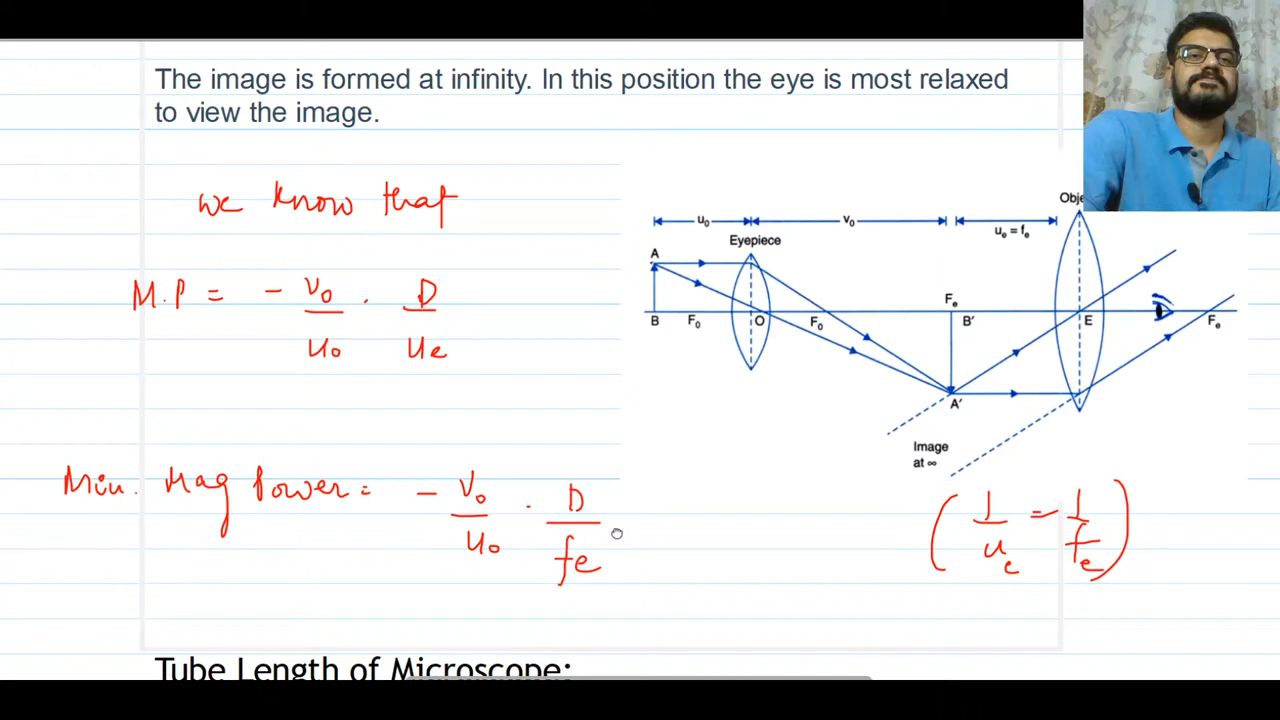 The image is formed at infinity. In this position the eye is most relaxed
to view the image.
we know that
M.P = - v₀/u₀ . D/ue
Min. Mag Power = - v₀/u₀ . D/fe
u₀ v₀ uₑ = fₑ
Obje
Eyepiece
A
Fₑ
B F₀ O F₀ B' E Fₑ
A'
Image
at ∞
(1/ue = 1/fe)
Tube Length of Microscope: